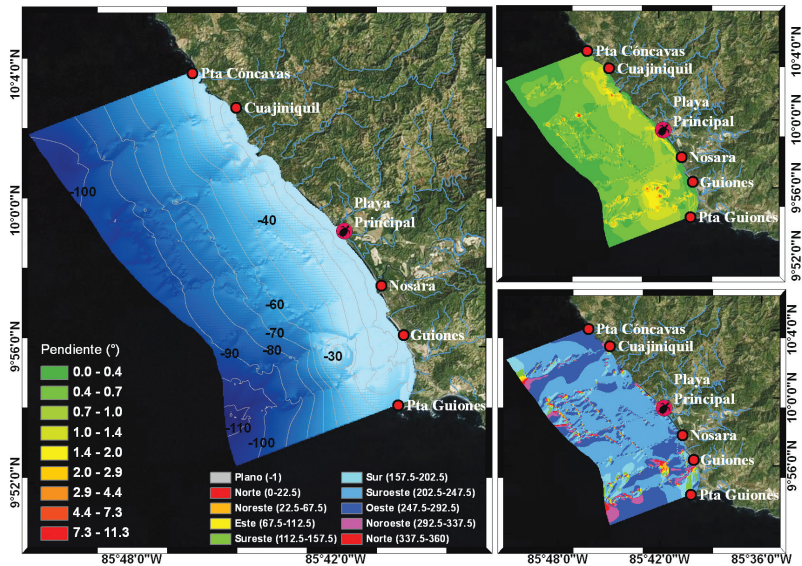 10°4'0"N
10°0'0"N
9°56'0"N
9°52'0"N
Pta Cóncavas
Cuajiniquil
Playa
Principal
Nosara
Guiones
Pta Guiones
-100
-40
-60
-70
-80
-90
-30
-110
-100
Pendiente (°)
0.0 - 0.4
0.4 - 0.7
0.7 - 1.0
1.0 - 1.4
1.4 - 2.0
2.0 - 2.9
2.9 - 4.4
4.4 - 7.3
7.3 - 11.3
Plano (-1)
Norte (0-22.5)
Noreste (22.5-67.5)
Este (67.5-112.5)
Sureste (112.5-157.5)
Sur (157.5-202.5)
Suroeste (202.5-247.5)
Oeste (247.5-292.5)
Noroeste (292.5-337.5)
Norte (337.5-360)
85°48'0"W
85°42'0"W
Pta Cóncavas
Cuajiniquil
Playa
Principal
Nosara
Guiones
Pta Guiones
10°4'0"N
10°0'0"N
9°56'0"N
9°52'0"N
Pta Cóncavas
Cuajiniquil
Playa
Principal
Nosara
Guiones
Pta Guiones
10°4'0"N
10°0'0"N
9°56'0"N
85°48'0"W
85°42'0"W
85°36'0"W